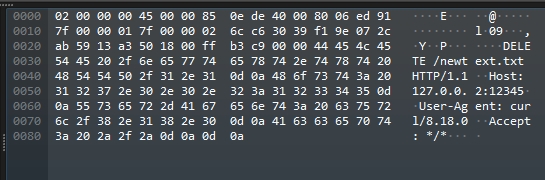 0000 02 00 00 00 45 00 00 85 0e de 40 00 80 06 ed 91 ····E·····@·····
0010 7f 00 00 01 7f 00 00 02 6c c6 30 39 f1 9e 07 2c ········l·09···,
0020 ab 59 13 a3 50 18 00 ff b3 c9 00 00 44 45 4c 45 ·Y··P·······DELE
0030 54 45 20 2f 6e 65 77 74 65 78 74 2e 74 78 74 20 TE /newt ext.txt
0040 48 54 54 50 2f 31 2e 31 0d 0a 48 6f 73 74 3a 20 HTTP/1.1 ··Host:
0050 31 32 37 2e 30 2e 30 2e 32 3a 31 32 33 34 35 0d 127.0.0. 2:12345·
0060 0a 55 73 65 72 2d 41 67 65 6e 74 3a 20 63 75 72 ·User-Ag ent: cur
0070 6c 2f 38 2e 31 38 2e 30 0d 0a 41 63 63 65 70 74 l/8.18.0 ··Accept
0080 3a 20 2a 2f 2a 0d 0a 0d 0a : */*··· ·